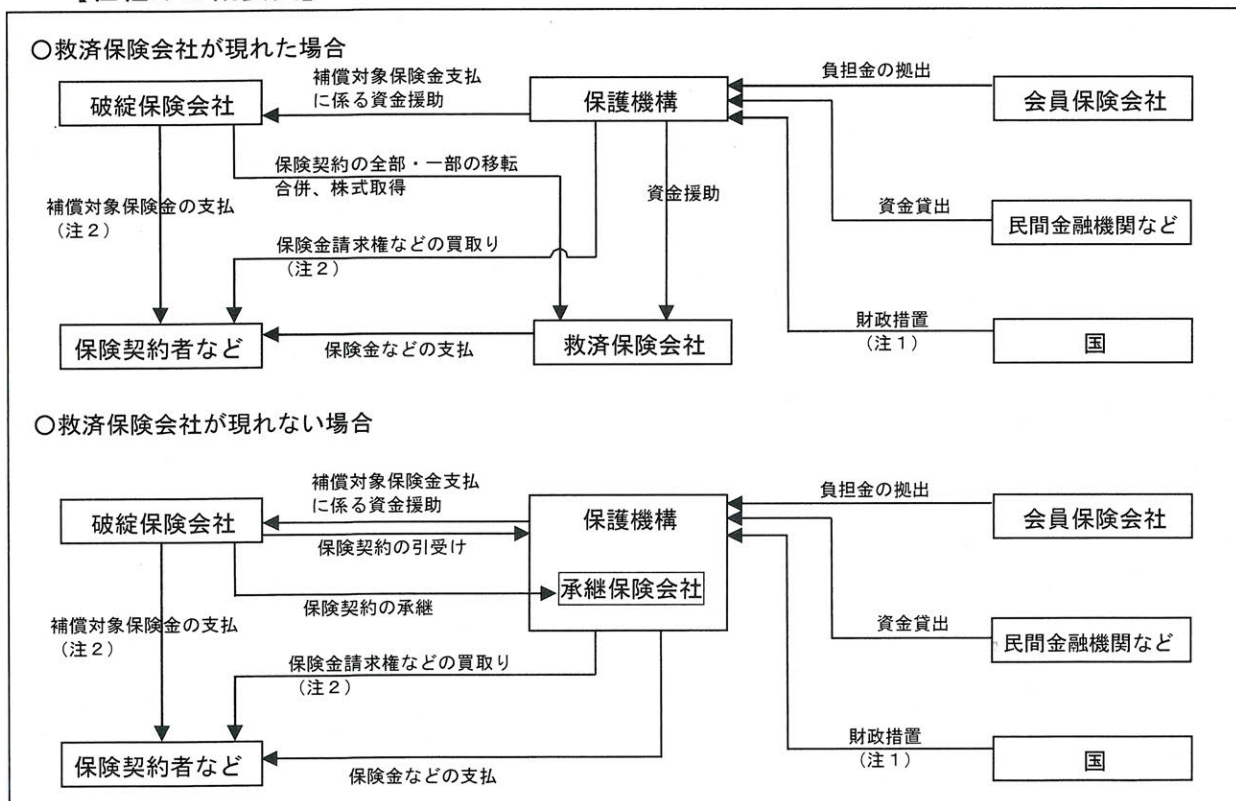 ○救済保険会社が現れた場合
破綻保険会社
補償対象保険金支払
に係る資金援助
保護機構
負担金の拠出
会員保険会社
保険契約の全部・一部の移転
合併、株式取得
資金援助
補償対象保険金の支払
（注２）
保険金請求権などの買取り
（注２）
資金貸出
民間金融機関など
保険契約者など
保険金などの支払
救済保険会社
財政措置
（注１）
国
○救済保険会社が現れない場合
破綻保険会社
補償対象保険金支払
に係る資金援助
保険契約の引受け
保護機構
負担金の拠出
会員保険会社
承継保険会社
保険契約の承継
補償対象保険金の支払
（注２）
保険金請求権などの買取り
（注２）
資金貸出
民間金融機関など
保険契約者など
保険金などの支払
財政措置
（注１）
国